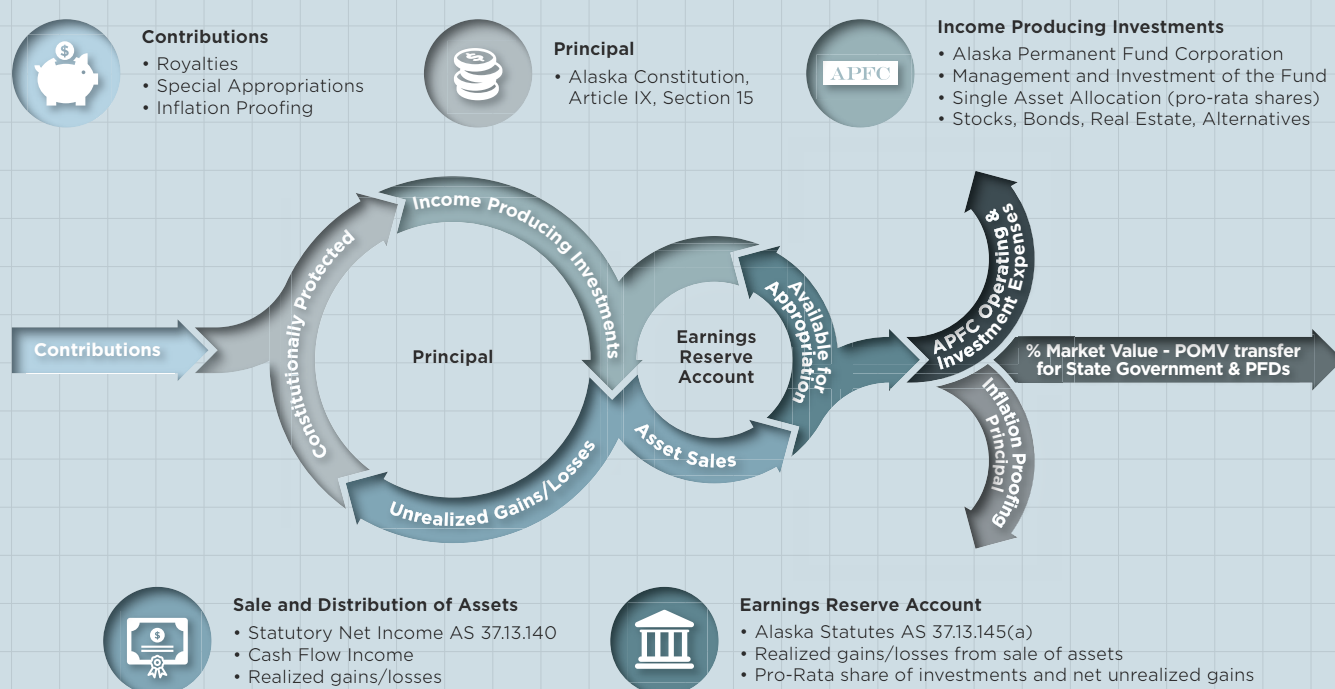 Contributions
• Royalties
• Special Appropriations
• Inflation Proofing
Principal
• Alaska Constitution,
Article IX, Section 15
APFC
Income Producing Investments
• Alaska Permanent Fund Corporation
• Management and Investment of the Fund
• Single Asset Allocation (pro-rata shares)
• Stocks, Bonds, Real Estate, Alternatives
Contributions
Constitutionally Protected
Income Producing Investments
Principal
Unrealized Gains/Losses
Earnings
Reserve
Account
Asset Sales
Available for
Appropriation
APFC Operating &
Investment Expenses
% Market Value - POMV transfer
for State Government & PFDs
Inflation Proofing
Principal
$
Sale and Distribution of Assets
• Statutory Net Income AS 37.13.140
• Cash Flow Income
• Realized gains/losses
$
Earnings Reserve Account
• Alaska Statutes AS 37.13.145(a)
• Realized gains/losses from sale of assets
• Pro-Rata share of investments and net unrealized gains